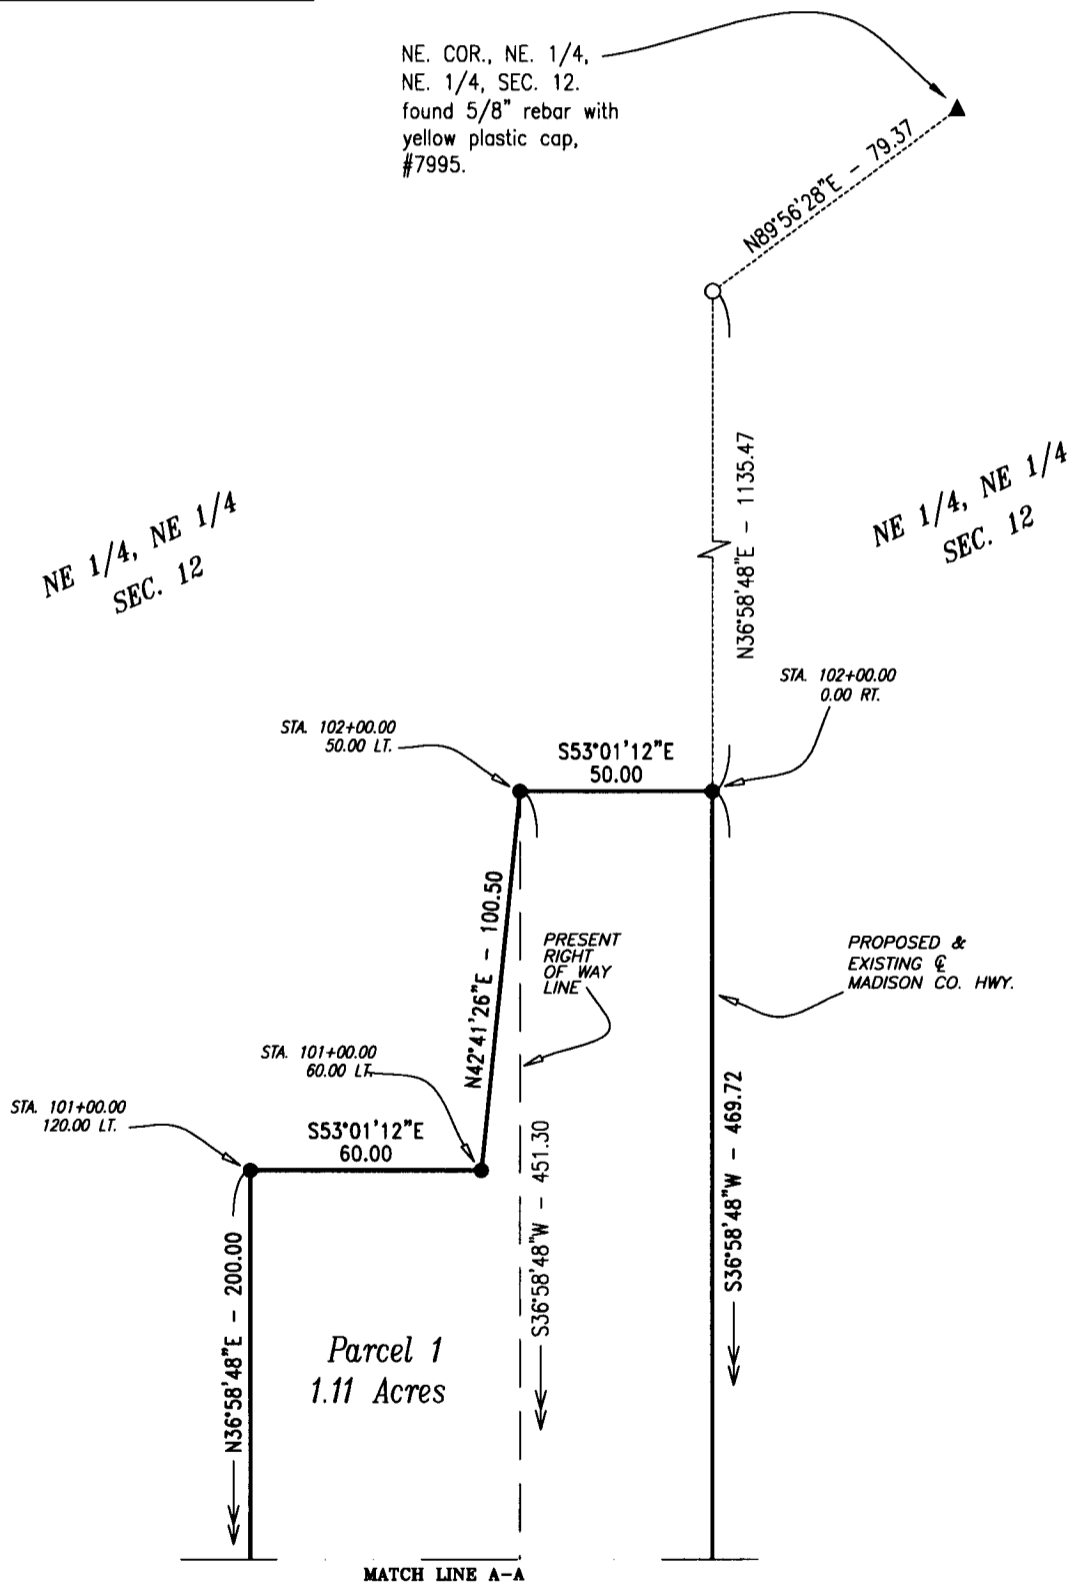 NE. COR., NE. 1/4,
NE. 1/4, SEC. 12.
found 5/8" rebar with
yellow plastic cap,
#7995.
N89°56'28"E - 79.37
N36°58'48"E - 1135.47
NE 1/4, NE 1/4
SEC. 12
NE 1/4, NE 1/4
SEC. 12
STA. 102+00.00
0.00 RT.
STA. 102+00.00
50.00 LT.
S53°01'12"E
50.00
N42°41'26"E - 100.50
PRESENT
RIGHT
OF WAY
LINE
PROPOSED &
EXISTING ℄
MADISON CO. HWY.
STA. 101+00.00
60.00 LT.
STA. 101+00.00
120.00 LT.
S53°01'12"E
60.00
S36°58'48"W - 451.30
S36°58'48"W - 469.72
N36°58'48"E - 200.00
Parcel 1
1.11 Acres
MATCH LINE A-A